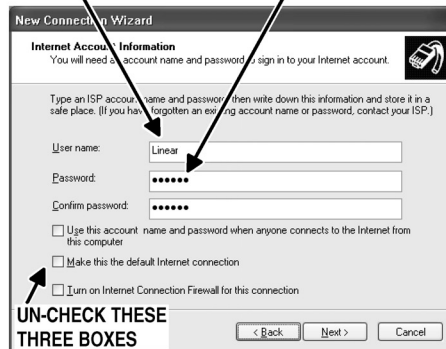 New Connection Wizard
Internet Account Information
You will need an account name and password to sign in to your Internet account.
Type an ISP account name and password, then write down this information and store it in a
safe place. (If you have forgotten an existing account name or password, contact your ISP.)
User name:
Linear
Password:
••••••
Confirm password:
••••••
Use this account name and password when anyone connects to the Internet from
this computer
Make this the default Internet connection
Turn on Internet Connection Firewall for this connection
UN-CHECK THESE
THREE BOXES
< Back
Next >
Cancel